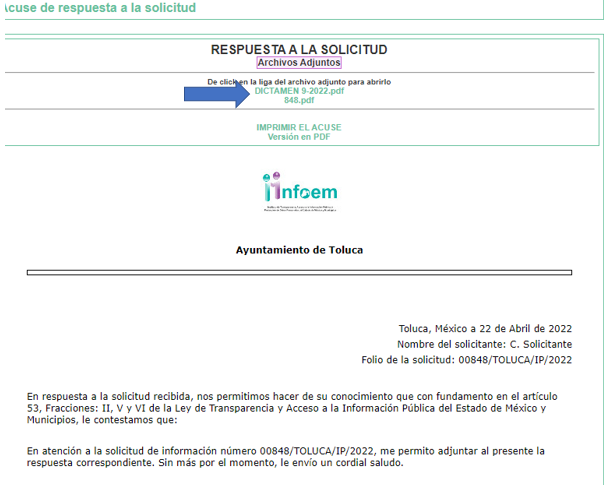 Acuse de respuesta a la solicitud
RESPUESTA A LA SOLICITUD
Archivos Adjuntos
De click en la liga del archivo adjunto para abrirlo
DICTAMEN 9-2022.pdf
848.pdf
IMPRIMIR EL ACUSE
Versión en PDF
infoem
Ayuntamiento de Toluca
Toluca, México a 22 de Abril de 2022
Nombre del solicitante: C. Solicitante
Folio de la solicitud: 00848/TOLUCA/IP/2022
En respuesta a la solicitud recibida, nos permitimos hacer de su conocimiento que con fundamento en el artículo
53, Fracciones: II, V y VI de la Ley de Transparencia y Acceso a la Información Pública del Estado de México y
Municipios, le contestamos que:
En atención a la solicitud de información número 00848/TOLUCA/IP/2022, me permito adjuntar al presente la
respuesta correspondiente. Sin más por el momento, le envío un cordial saludo.